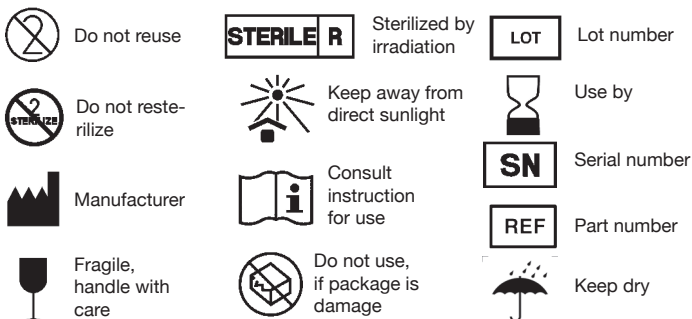 2
Do not reuse
2
STERILIZE
Do not reste-
rilize
Manufacturer
Fragile,
handle with
care
STERILE R
Sterilized by
irradiation
Keep away from
direct sunlight
i
Consult
instruction
for use
Do not use,
if package is
damage
LOT
Lot number
Use by
SN
Serial number
REF
Part number
Keep dry